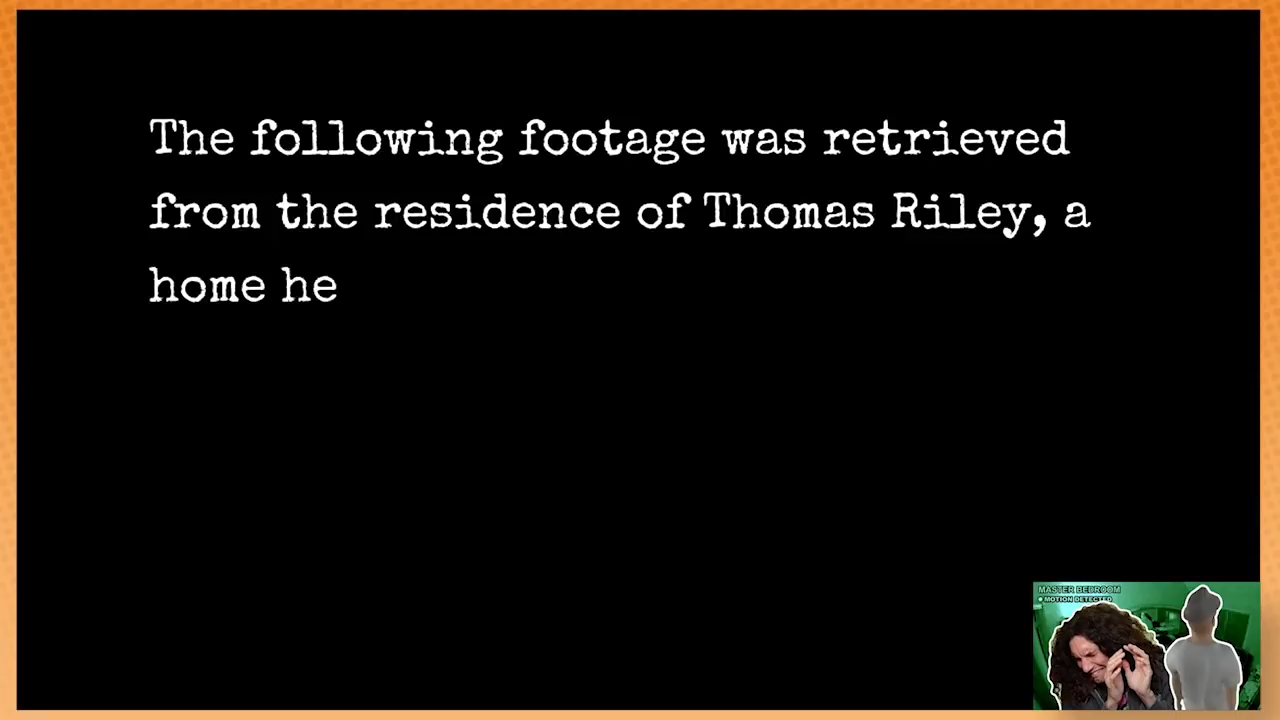 The following footage was retrieved
from the residence of Thomas Riley, a
home he
MASTER BEDROOM
MOTION DETECTED